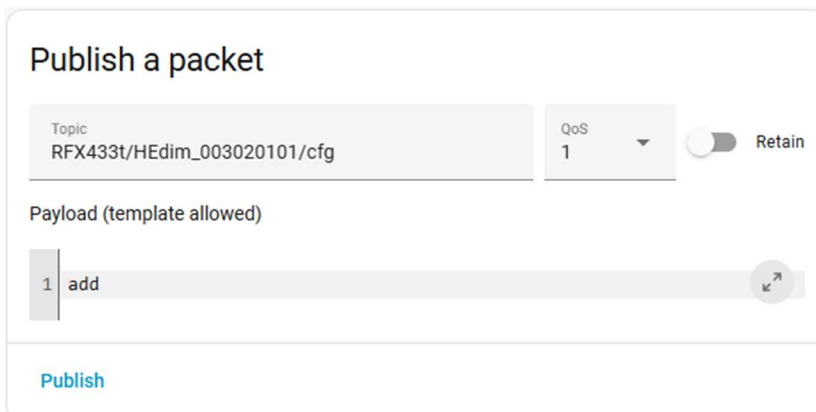 Publish a packet
Topic
RFX433t/HEdim_003020101/cfg
QoS
1
Retain
Payload (template allowed)
1 add
Publish